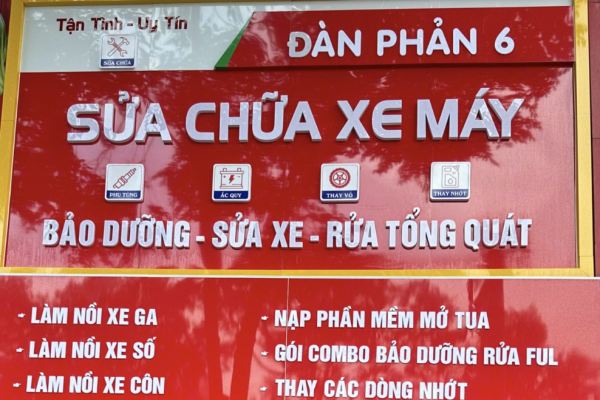 Tận Tình - Uy Tín
SỬA CHỮA
ĐÀN PHẢN 6
SỬA CHỮA XE MÁY
PHỤ TÙNG
ẮC QUY
THAY VỎ
THAY NHỚT
BẢO DƯỠNG - SỬA XE - RỬA TỔNG QUÁT
- LÀM NỒI XE GA
- LÀM NỒI XE SỐ
- LÀM NỒI XE CÔN
- NẠP PHẦN MỀM MỞ TUA
- GÓI COMBO BẢO DƯỠNG RỬA FUL
- THAY CÁC DÒNG NHỚT